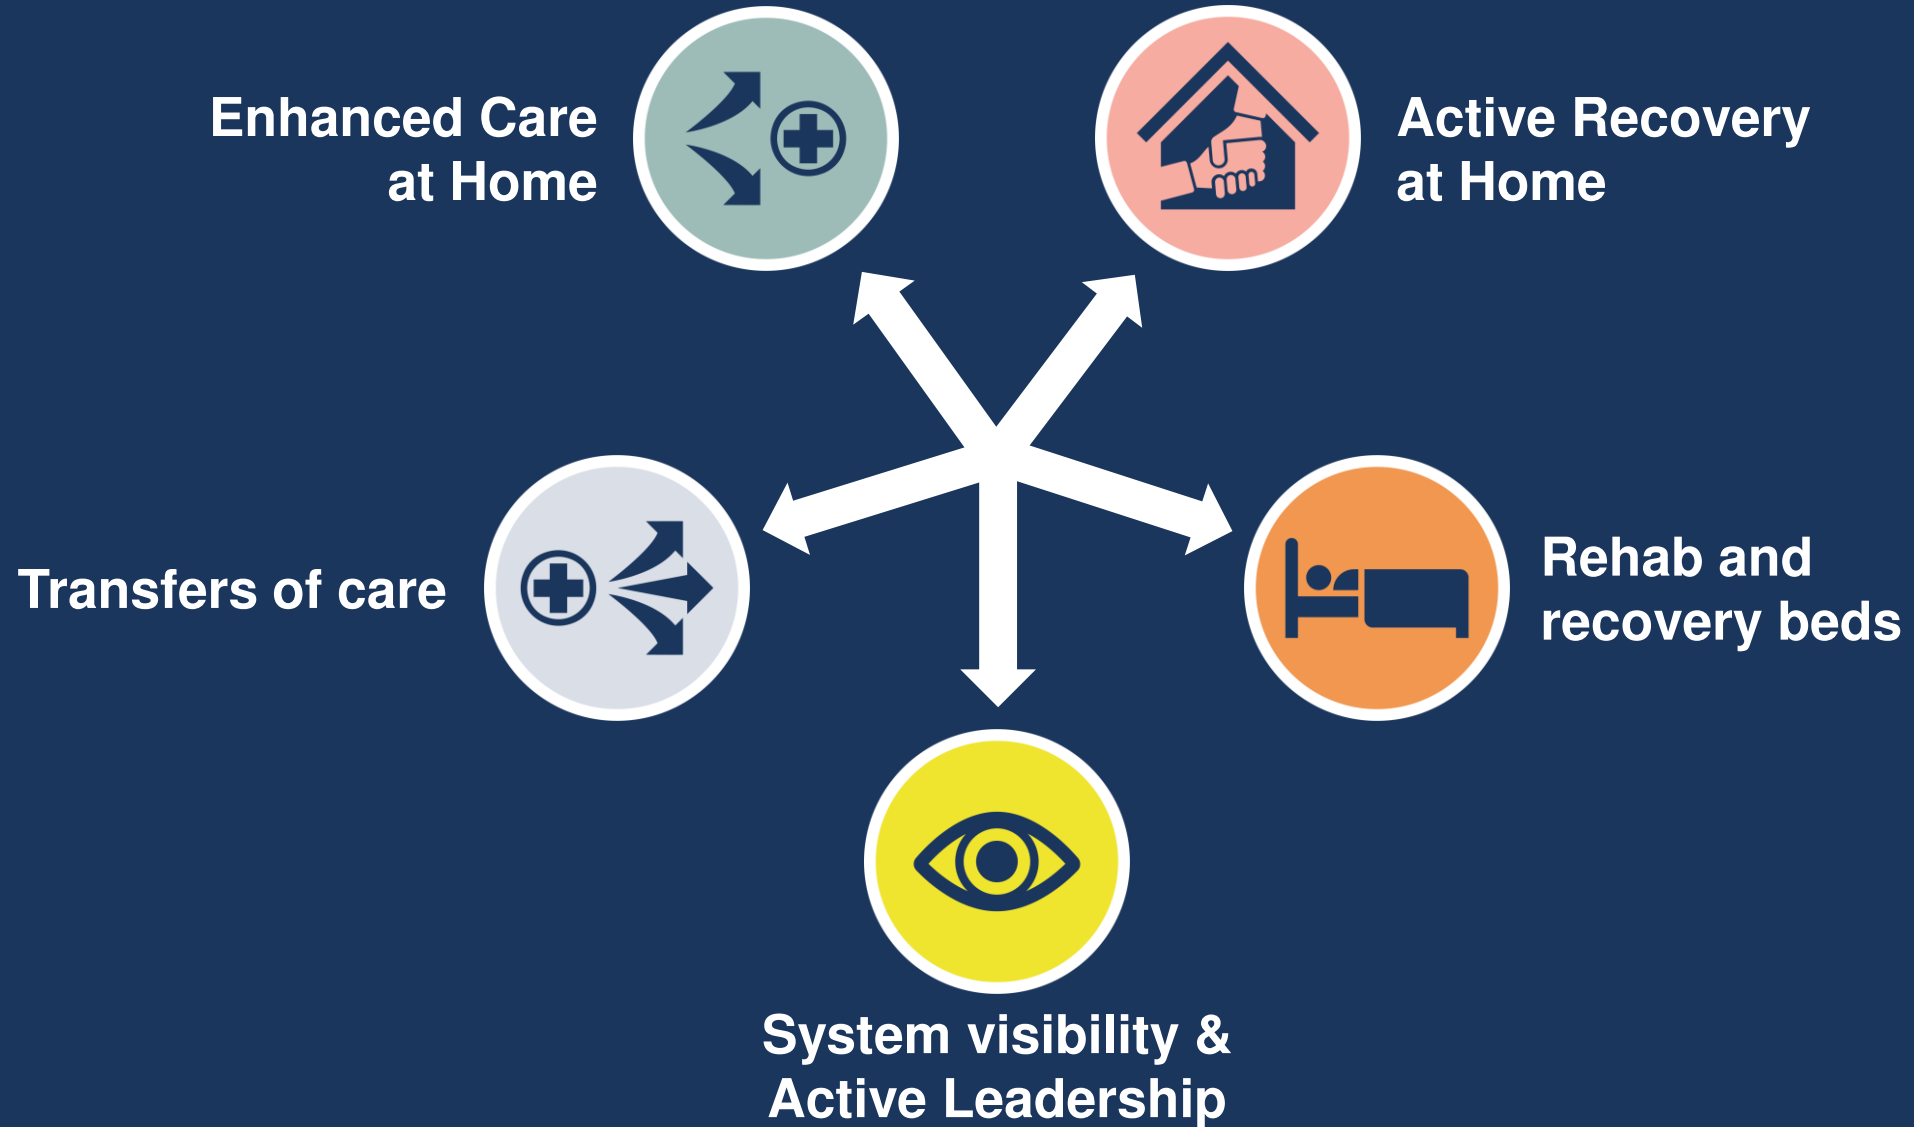 Enhanced Care
at Home
Active Recovery
at Home
Transfers of care
Rehab and
recovery beds
System visibility &
Active Leadership